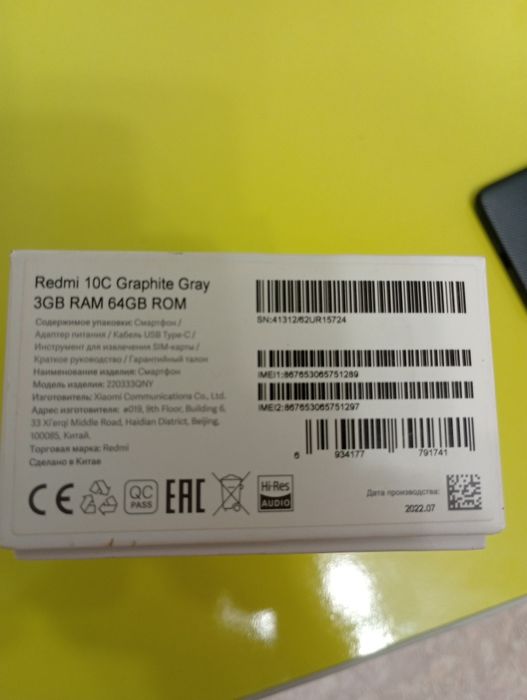 Redmi 10C Graphite Gray
3GB RAM 64GB ROM
Содержимое упаковки: Смартфон /
Адаптер питания / Кабель USB Type-C /
Инструмент для извлечения SIM-карты /
Краткое руководство / Гарантийный талон
Наименование изделия: Смартфон
Модель изделия: 220333QNY
Изготовитель: Xiaomi Communications Co., Ltd.
Адрес изготовителя: #019, 9th Floor, Building 6,
33 Xi'erqi Middle Road, Haidian District, Beijing,
100085, Китай.
Торговая марка: Redmi
Сделано в Китае
SN:41312/62UR15724
IMEI1:867653065751289
IMEI2:867653065751297
6 934177 791741
CE
QC
PASS
EAC
Hi-Res
AUDIO
Дата производства:
2022.07